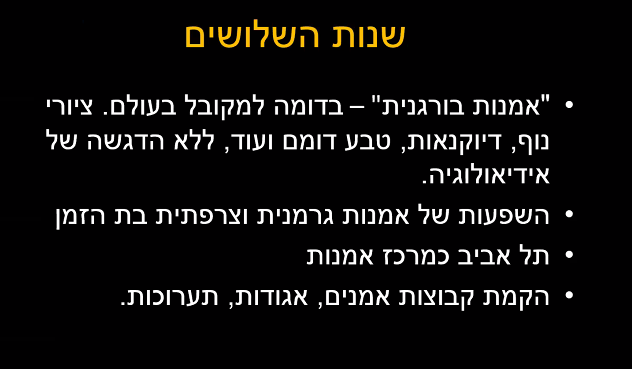 שנות השלושים
• "אמנות בורגנית" – בדומה למקובל בעולם. ציורי
נוף, דיוקנאות, טבע דומם ועוד, ללא הדגשה של
אידיאולוגיה.
• השפעות של אמנות גרמנית וצרפתית בת הזמן
• תל אביב כמרכז אמנות
• הקמת קבוצות אמנים, אגודות, תערוכות.